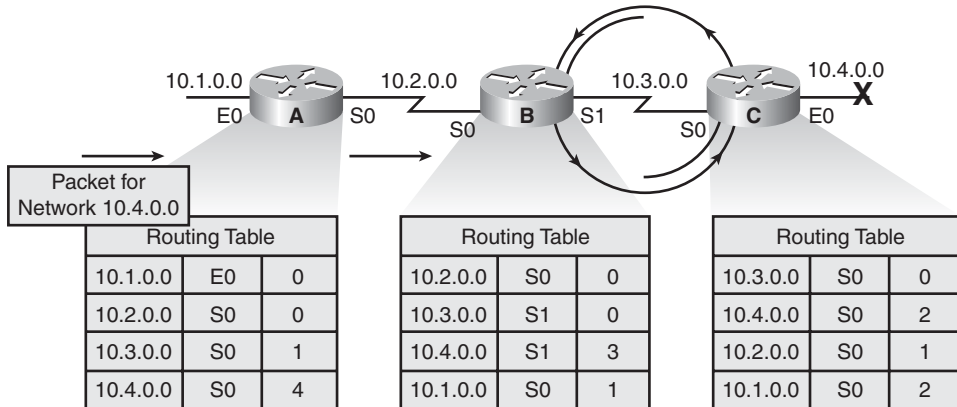 10.1.0.0
10.2.0.0
10.3.0.0
10.4.0.0
X
E0
A
S0
S0
B
S1
S0
C
E0
Packet for
Network 10.4.0.0
Routing Table
10.1.0.0 E0 0
10.2.0.0 S0 0
10.3.0.0 S0 1
10.4.0.0 S0 4
Routing Table
10.2.0.0 S0 0
10.3.0.0 S1 0
10.4.0.0 S1 3
10.1.0.0 S0 1
Routing Table
10.3.0.0 S0 0
10.4.0.0 S0 2
10.2.0.0 S0 1
10.1.0.0 S0 2